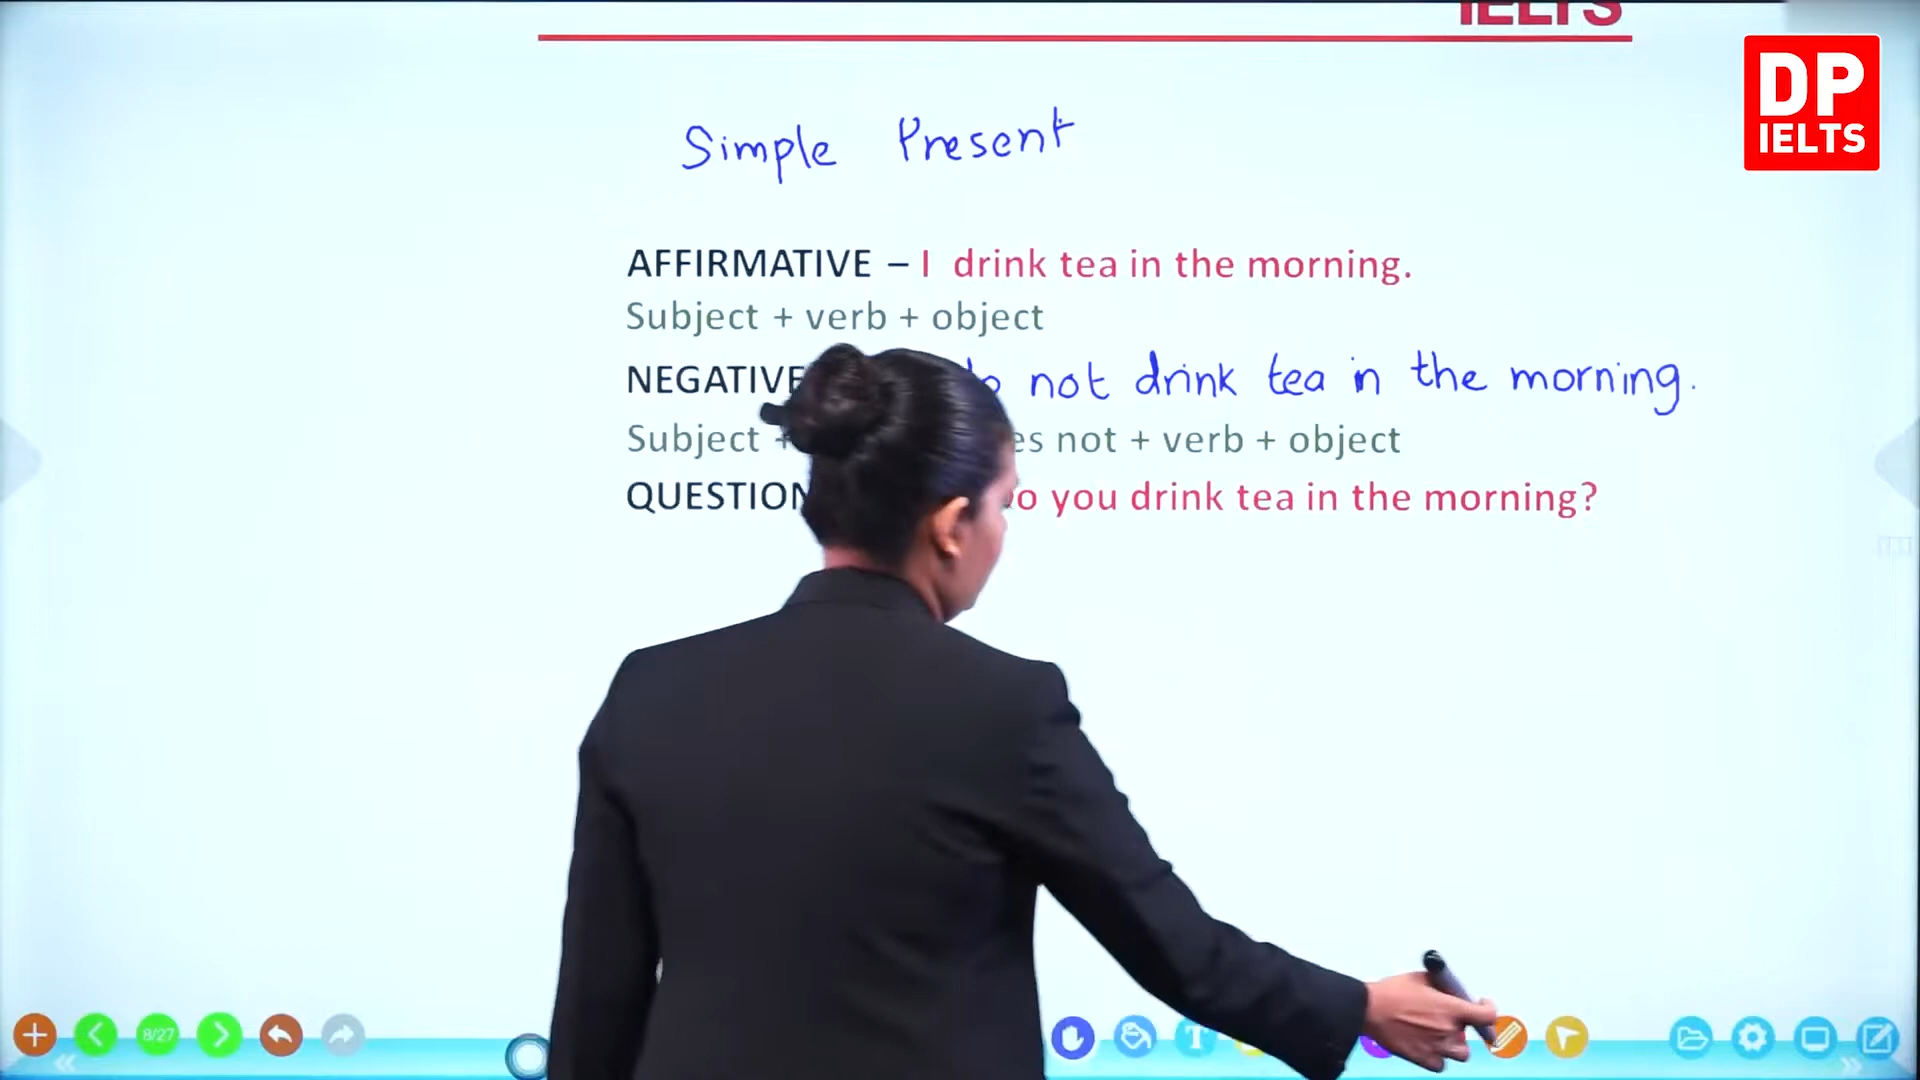 IELTS
DP
IELTS
Simple Present
AFFIRMATIVE – I drink tea in the morning.
Subject + verb + object
NEGATIVE do not drink tea in the morning.
Subject + es not + verb + object
QUESTION o you drink tea in the morning?
8/27
T